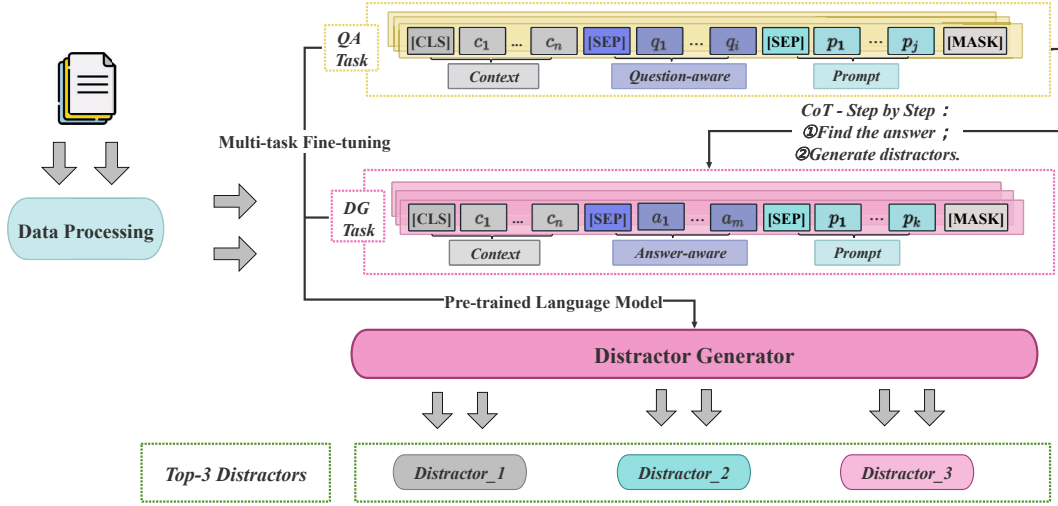 QA
Task
[CLS] c₁ ... cₙ [SEP] q₁ ... qᵢ [SEP] p₁ ... pⱼ [MASK]
Context Question-aware Prompt
CoT - Step by Step：
①Find the answer；
②Generate distractors.
Multi-task Fine-tuning
Data Processing
DG
Task
[CLS] c₁ ... cₙ [SEP] a₁ ... aₘ [SEP] p₁ ... pₖ [MASK]
Context Answer-aware Prompt
Pre-trained Language Model
Distractor Generator
Top-3 Distractors
Distractor_1 Distractor_2 Distractor_3